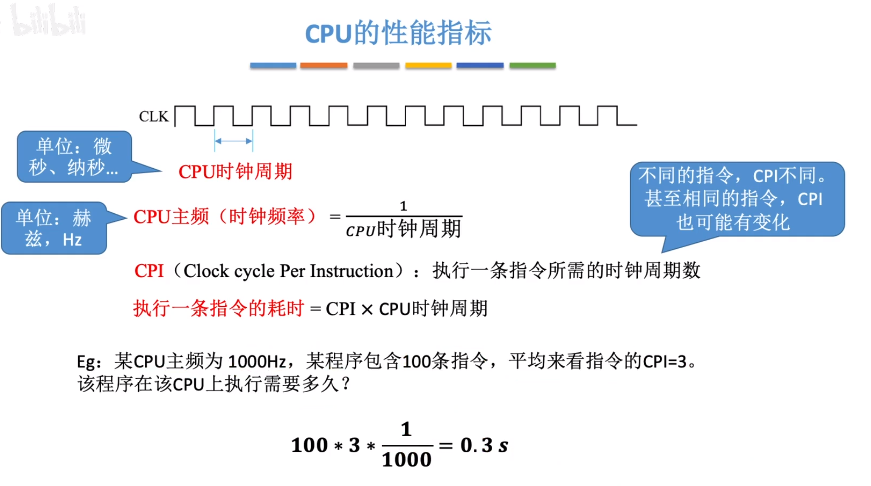 bilibili
CPU的性能指标
CLK
单位：微
秒、纳秒...
CPU时钟周期
不同的指令，CPI不同。
甚至相同的指令，CPI
也可能有变化
单位：赫
兹，Hz
CPU主频（时钟频率） = 1 / CPU时钟周期
CPI（Clock cycle Per Instruction）：执行一条指令所需的时钟周期数
执行一条指令的耗时 = CPI × CPU时钟周期
Eg：某CPU主频为 1000Hz，某程序包含100条指令，平均来看指令的CPI=3。
该程序在该CPU上执行需要多久？
100 * 3 * 1 / 1000 = 0.3 s